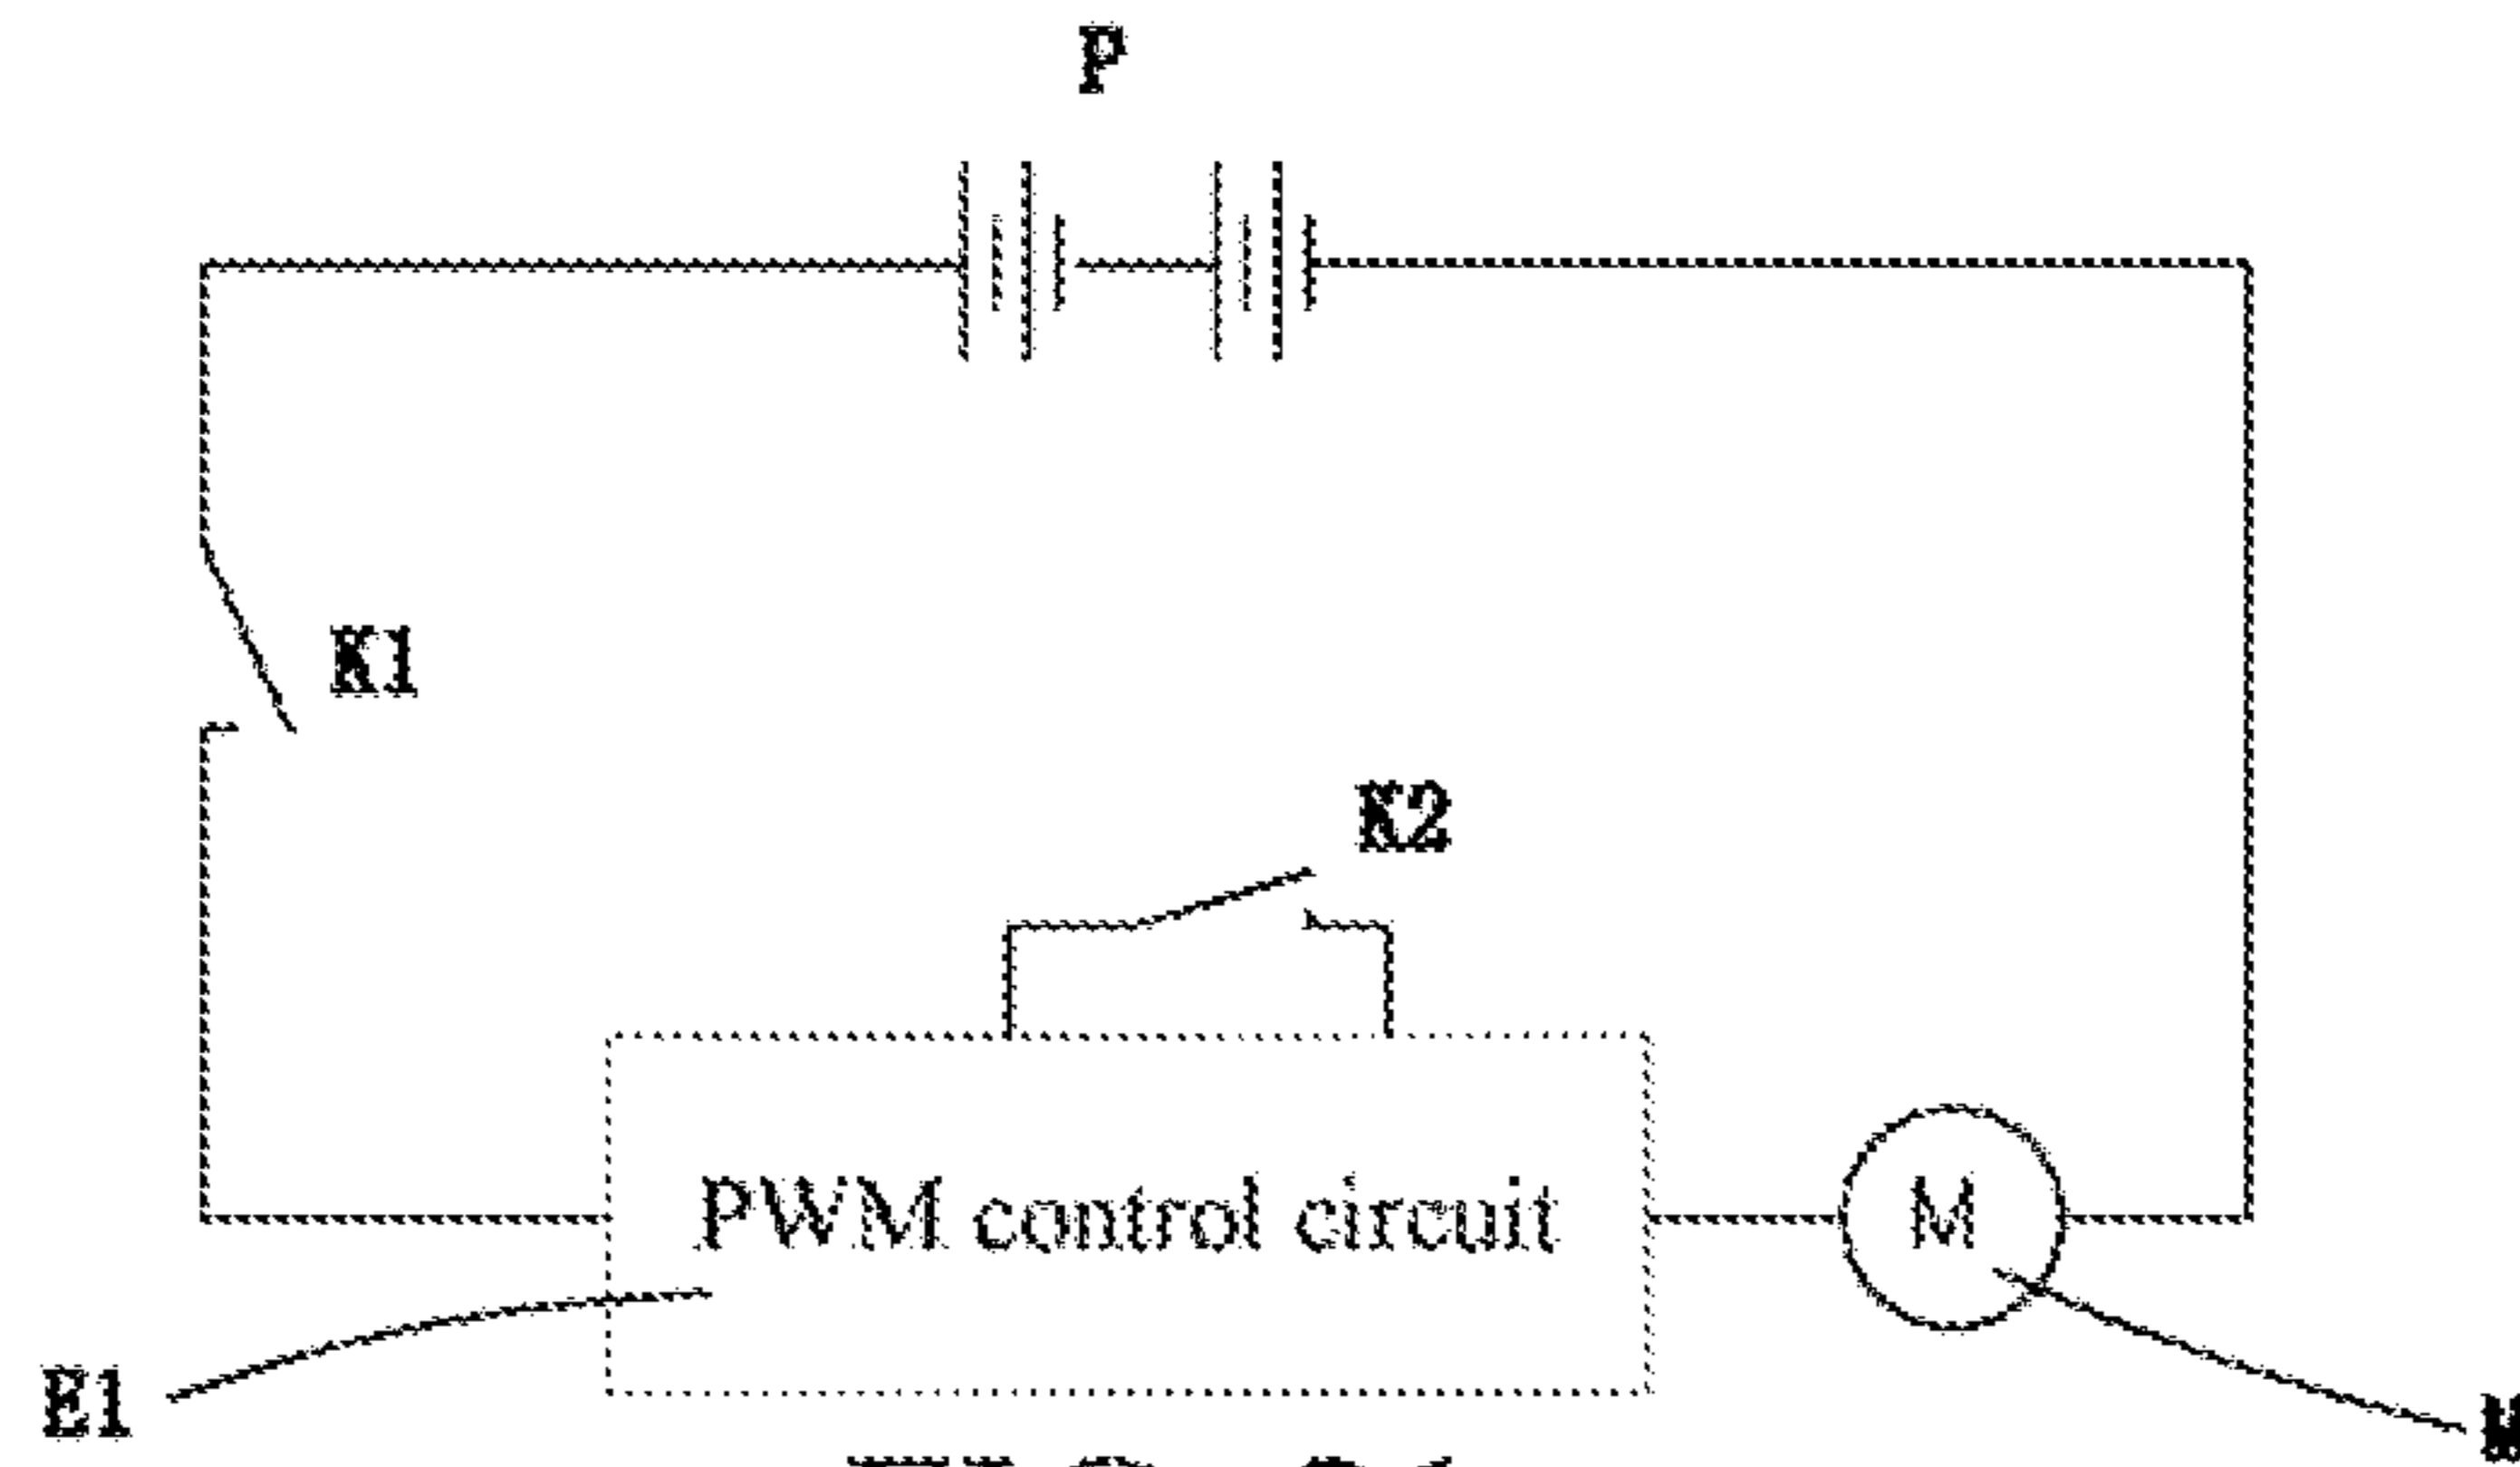 P
K1
K2
PWM control circuit
M
E1